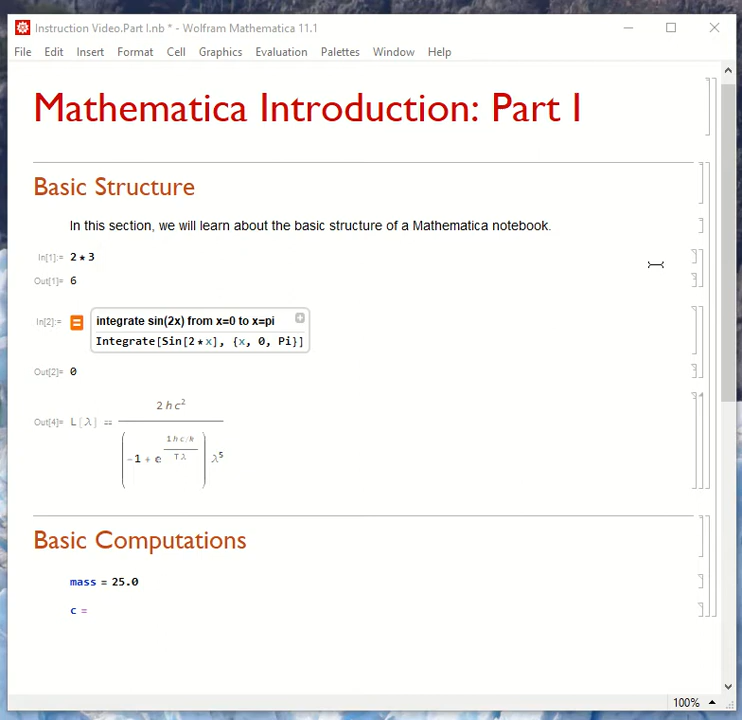 Instruction Video.Part I.nb * - Wolfram Mathematica 11.1
File Edit Insert Format Cell Graphics Evaluation Palettes Window Help
Mathematica Introduction: Part I
Basic Structure
In this section, we will learn about the basic structure of a Mathematica notebook.
In[1]:= 2 * 3
Out[1]= 6
In[2]:= integrate sin(2x) from x=0 to x=pi
Integrate[Sin[2 * x], {x, 0, Pi}]
Out[2]= 0
2 h c²
Out[4]= L[λ] ==
1 h c/k
(-1 + e Tλ) λ⁵
Basic Computations
mass = 25.0
c =
100%